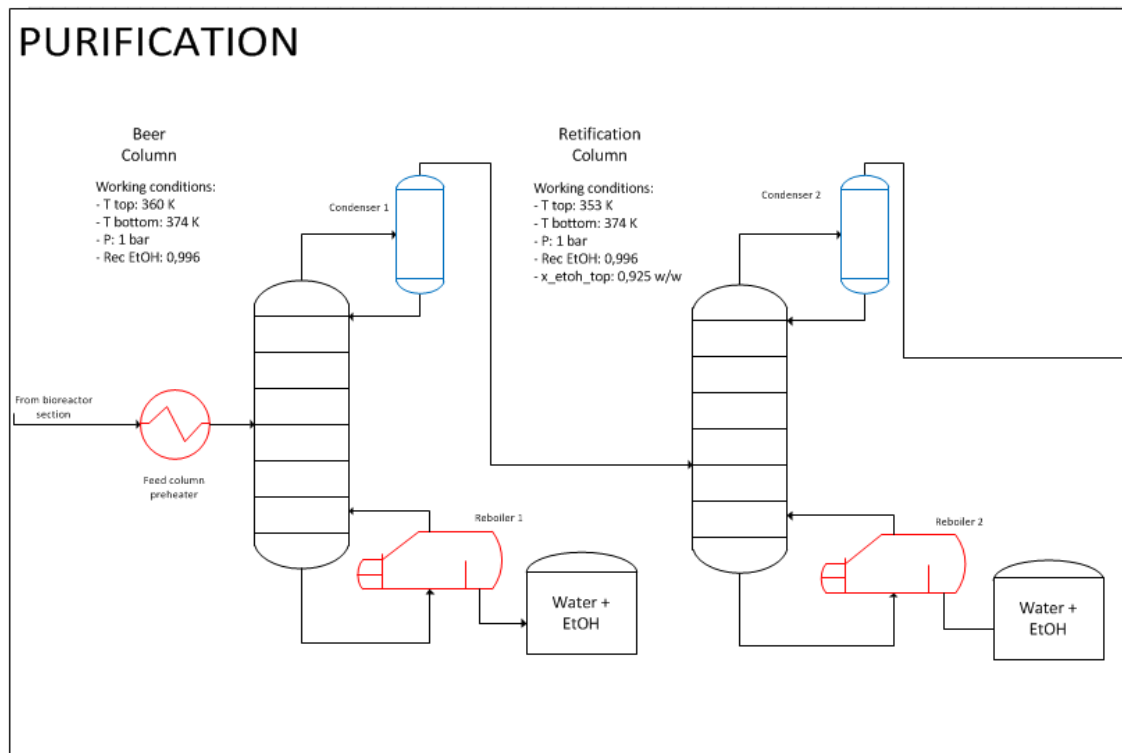 PURIFICATION
Beer
Column
Working conditions:
- T top: 360 K
- T bottom: 374 K
- P: 1 bar
- Rec EtOH: 0,996
Condenser 1
Retification
Column
Working conditions:
- T top: 353 K
- T bottom: 374 K
- P: 1 bar
- Rec EtOH: 0,996
- x_etoh_top: 0,925 w/w
Condenser 2
From bioreactor
section
Feed column
preheater
Reboiler 1
Water +
EtOH
Reboiler 2
Water +
EtOH